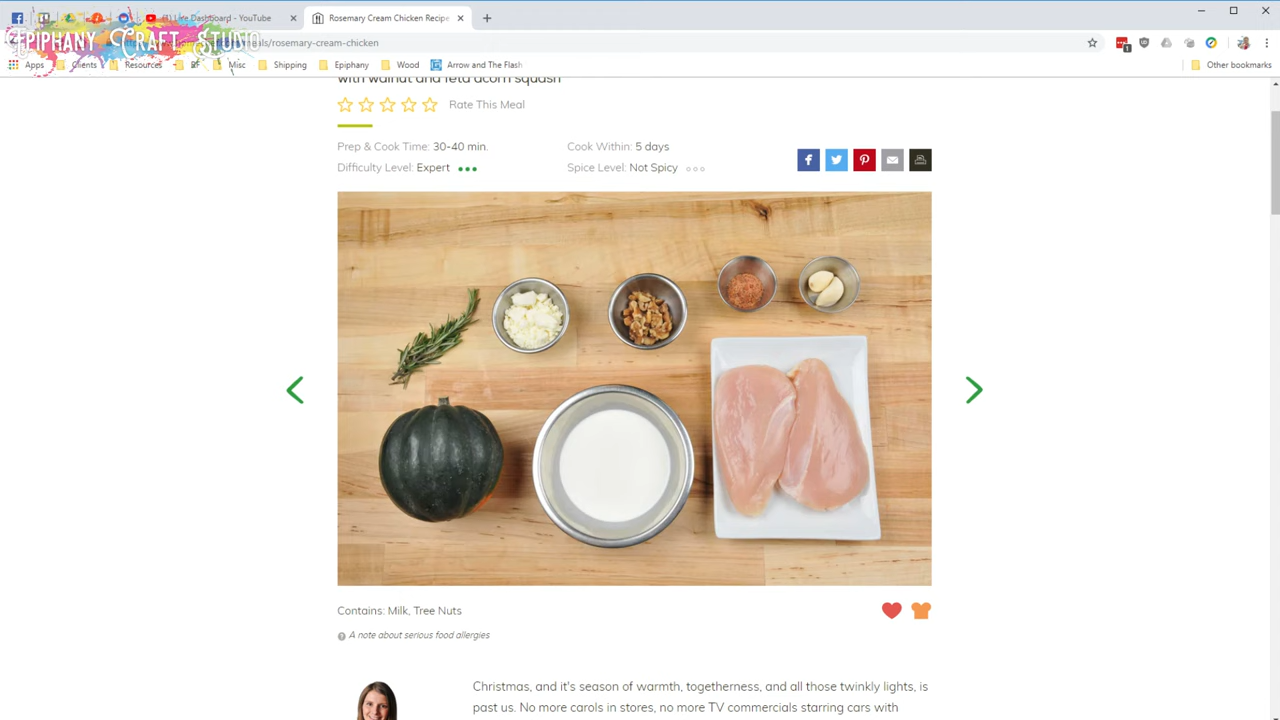 (1) Live Dashboard - YouTube
Rosemary Cream Chicken Recipe
EPIPHANY CRAFT STUDIO
meals/rosemary-cream-chicken
Apps Clients Resources BF Misc Shipping Epiphany Wood Arrow and The Flash Other bookmarks
with walnut and feta acorn squash
Rate This Meal
Prep & Cook Time: 30-40 min. Cook Within: 5 days
Difficulty Level: Expert Spice Level: Not Spicy
Contains: Milk, Tree Nuts
A note about serious food allergies
Christmas, and it's season of warmth, togetherness, and all those twinkly lights, is
past us. No more carols in stores, no more TV commercials starring cars with